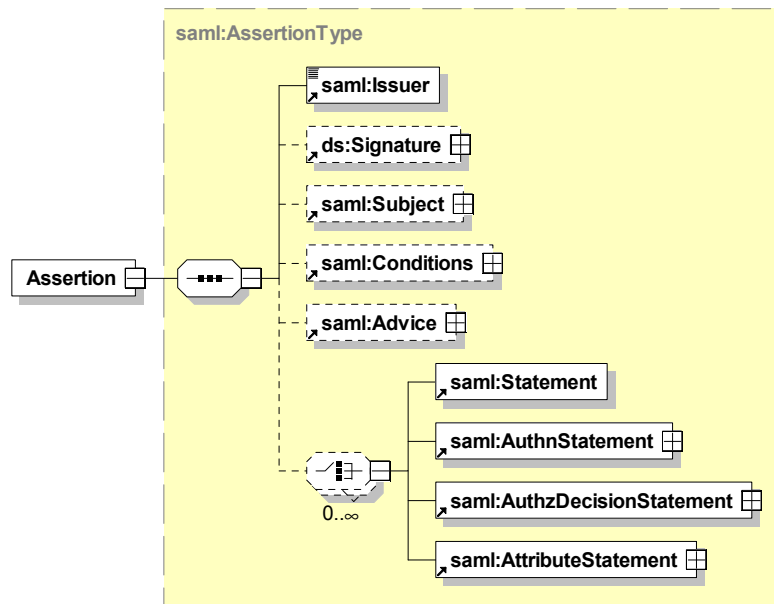 saml:AssertionType
saml:Issuer
ds:Signature
saml:Subject
saml:Conditions
Assertion
saml:Advice
saml:Statement
saml:AuthnStatement
saml:AuthzDecisionStatement
0..∞
saml:AttributeStatement